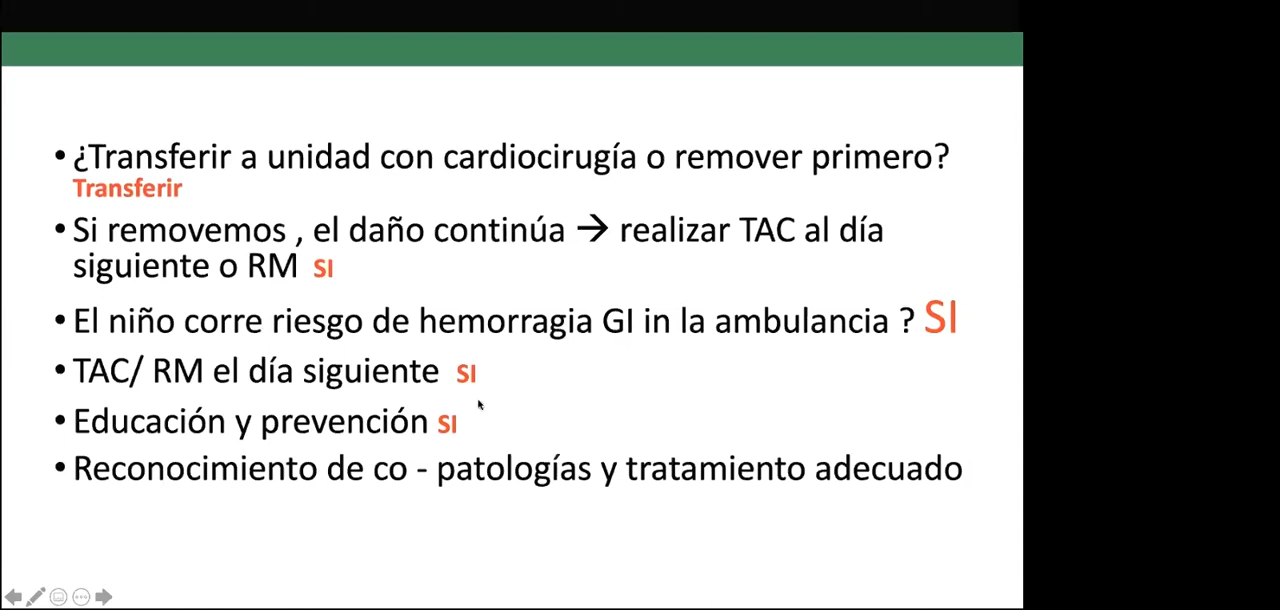 • ¿Transferir a unidad con cardiocirugía o remover primero?
Transferir
• Si removemos , el daño continúa → realizar TAC al día
siguiente o RM SI
• El niño corre riesgo de hemorragia GI in la ambulancia ? SI
• TAC/ RM el día siguiente SI
• Educación y prevención SI
• Reconocimiento de co - patologías y tratamiento adecuado